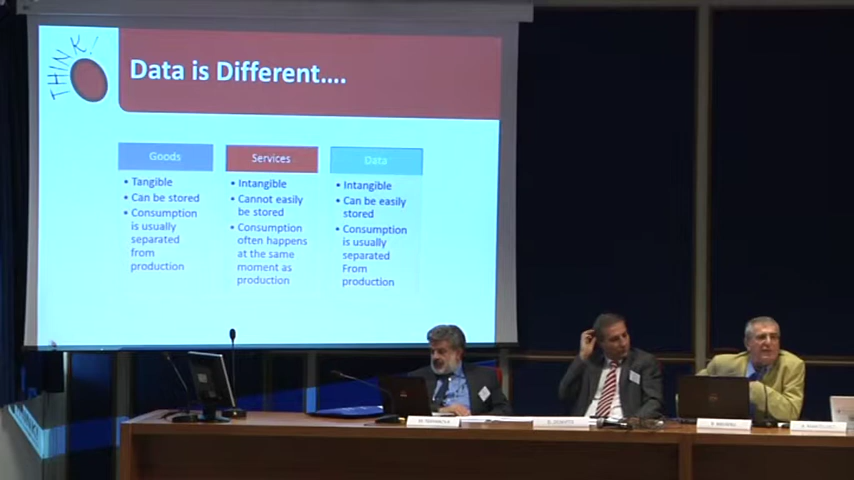 THINK!
Data is Different....
Goods
• Tangible
• Can be stored
• Consumption
is usually
separated
from
production
Services
• Intangible
• Cannot easily
be stored
• Consumption
often happens
at the same
moment as
production
Data
• Intangible
• Can be easily
stored
• Consumption
is usually
separated
From
production